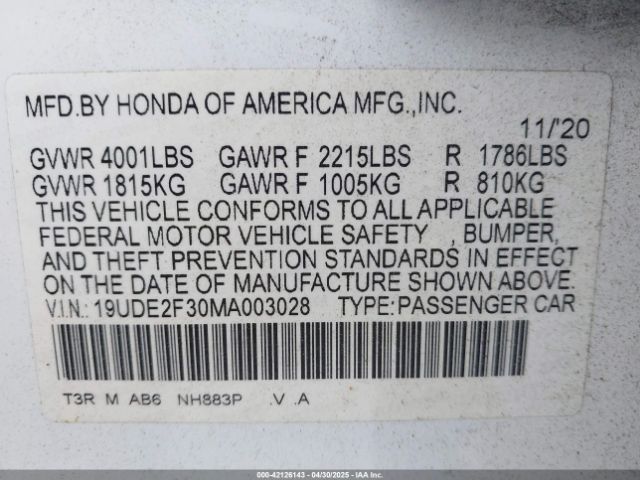 MFD.BY HONDA OF AMERICA MFG.,INC.
11/'20
GVWR 4001LBS GAWR F 2215LBS R 1786LBS
GVWR 1815KG GAWR F 1005KG R 810KG
THIS VEHICLE CONFORMS TO ALL APPLICABLE
FEDERAL MOTOR VEHICLE SAFETY , BUMPER,
AND THEFT PREVENTION STANDARDS IN EFFECT
ON THE DATE OF MANUFACTURE SHOWN ABOVE.
V.I.N.: 19UDE2F30MA003028 TYPE:PASSENGER CAR
T3R M AB6 NH883P .V .A
000-42126143 - 04/30/2025 - IAA Inc.